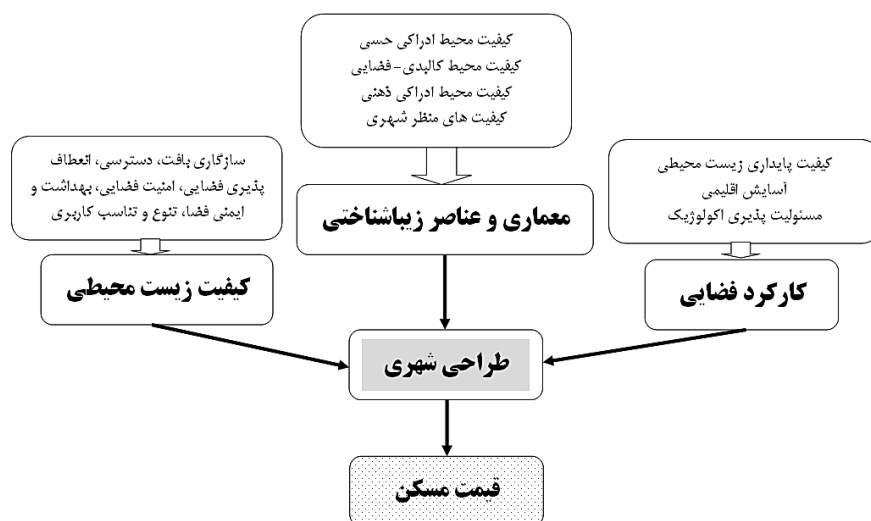 کیفیت محیط ادراکی حسی
کیفیت محیط کالبدی - فضایی
کیفیت محیط ادراکی ذهنی
کیفیت های منظر شهری
کیفیت پایداری زیست محیطی
آسایش اقلیمی
مسئولیت پذیری اکولوژیک
سازگاری بافت، دسترسی، انعطاف
پذیری فضایی، امنیت فضایی، بهداشت و
ایمنی فضا، تنوع و تناسب کاربری
معماری و عناصر زیباشناختی
کارکرد فضایی
کیفیت زیست محیطی
طراحی شهری
قیمت مسکن